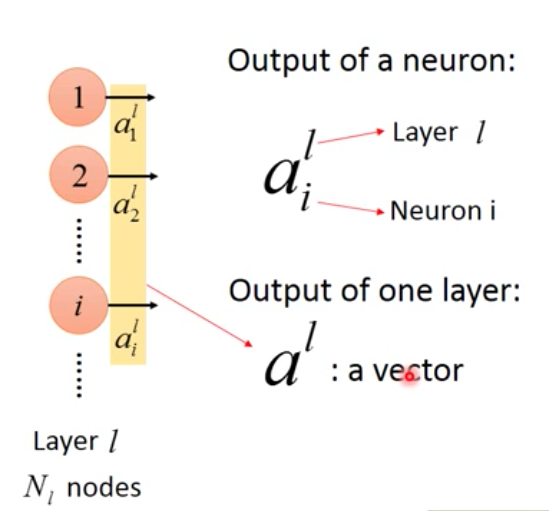 Output of a neuron:
1
a_1^l
2
a_2^l
a_i^l
Layer l
Neuron i
i
a_i^l
Output of one layer:
a^l : a vector
Layer l
N_l nodes